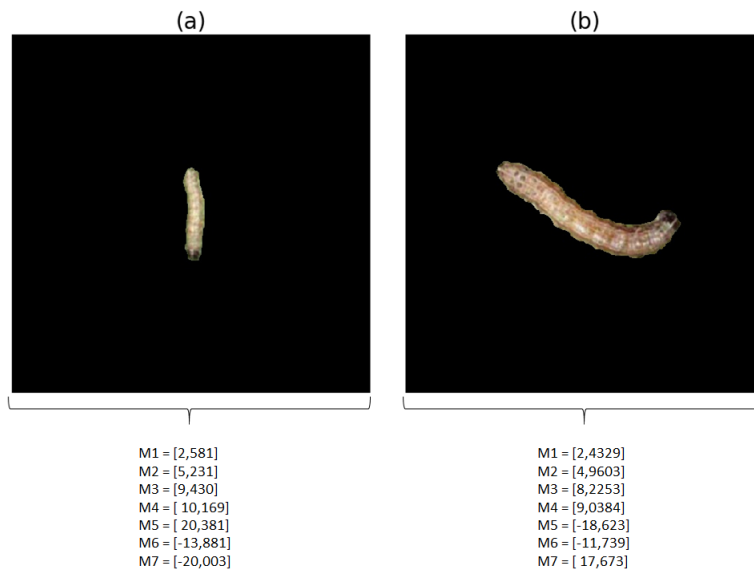 (a)
(b)
M1 = [2,581]
M2 = [5,231]
M3 = [9,430]
M4 = [ 10,169]
M5 = [ 20,381]
M6 = [-13,881]
M7 = [-20,003]
M1 = [2,4329]
M2 = [4,9603]
M3 = [8,2253]
M4 = [9,0384]
M5 = [-18,623]
M6 = [-11,739]
M7 = [ 17,673]